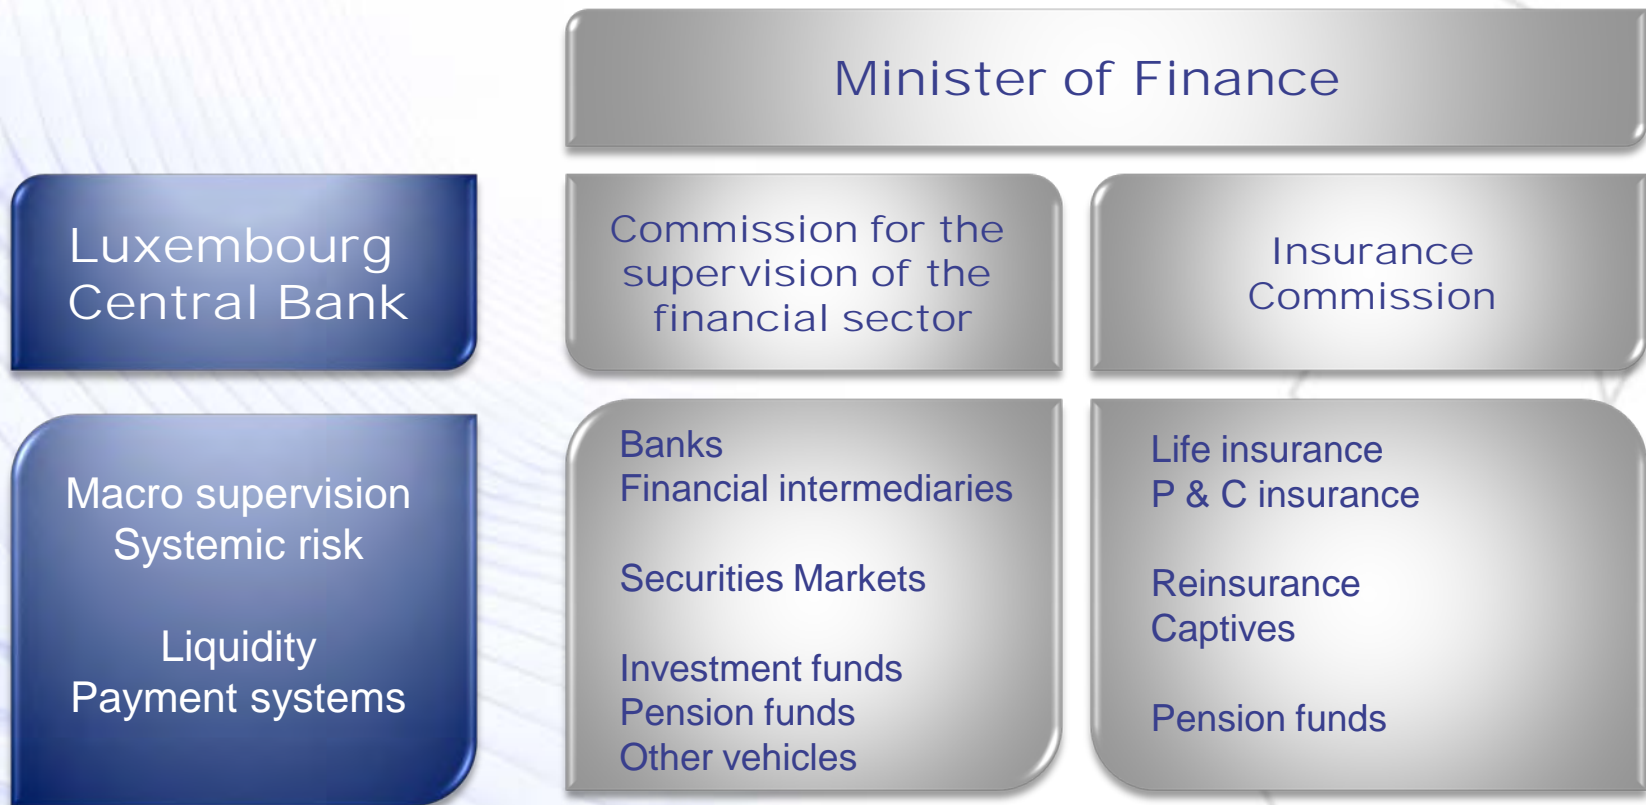 Minister of Finance
Luxembourg
Central Bank
Commission for the
supervision of the
financial sector
Insurance
Commission
Macro supervision
Systemic risk
Liquidity
Payment systems
Banks
Financial intermediaries
Securities Markets
Investment funds
Pension funds
Other vehicles
Life insurance
P & C insurance
Reinsurance
Captives
Pension funds